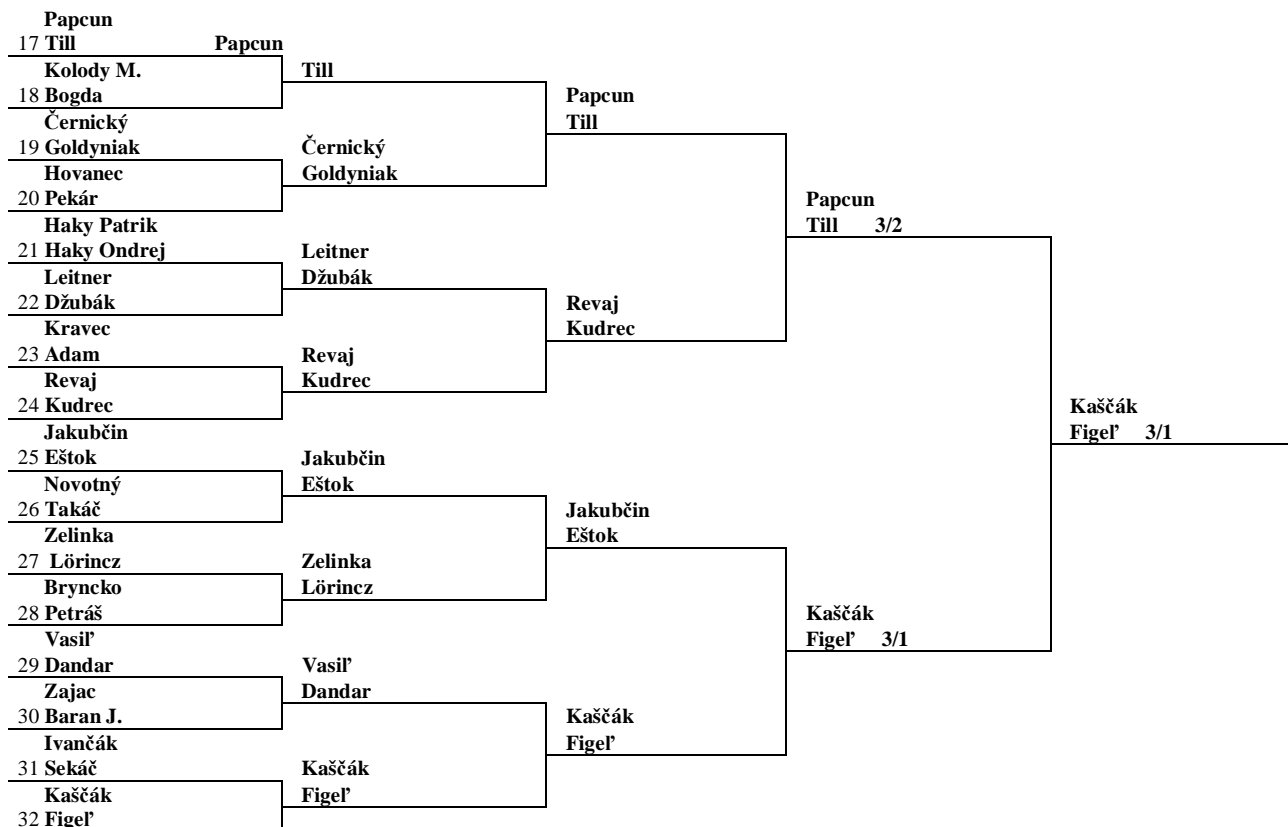 Papcun
17 Till Papcun
Kolody M. Till
18 Bogda Papcun
Černický Till
19 Goldyniak Černický
Hovanec Goldyniak
20 Pekár Papcun
Haky Patrik Till 3/2
21 Haky Ondrej Leitner
Leitner Džubák
22 Džubák Revaj
Kravec Kudrec
23 Adam Revaj
Revaj Kudrec
24 Kudrec Kaščák
Jakubčin Figeľ 3/1
25 Eštok Jakubčin
Novotný Eštok
26 Takáč Jakubčin
Zelinka Eštok
27 Lörincz Zelinka
Bryncko Lörincz
28 Petráš Kaščák
Vasiľ Figeľ 3/1
29 Dandar Vasiľ
Zajac Dandar
30 Baran J. Kaščák
Ivančák Figeľ
31 Sekáč Kaščák
Kaščák Figeľ
32 Figeľ